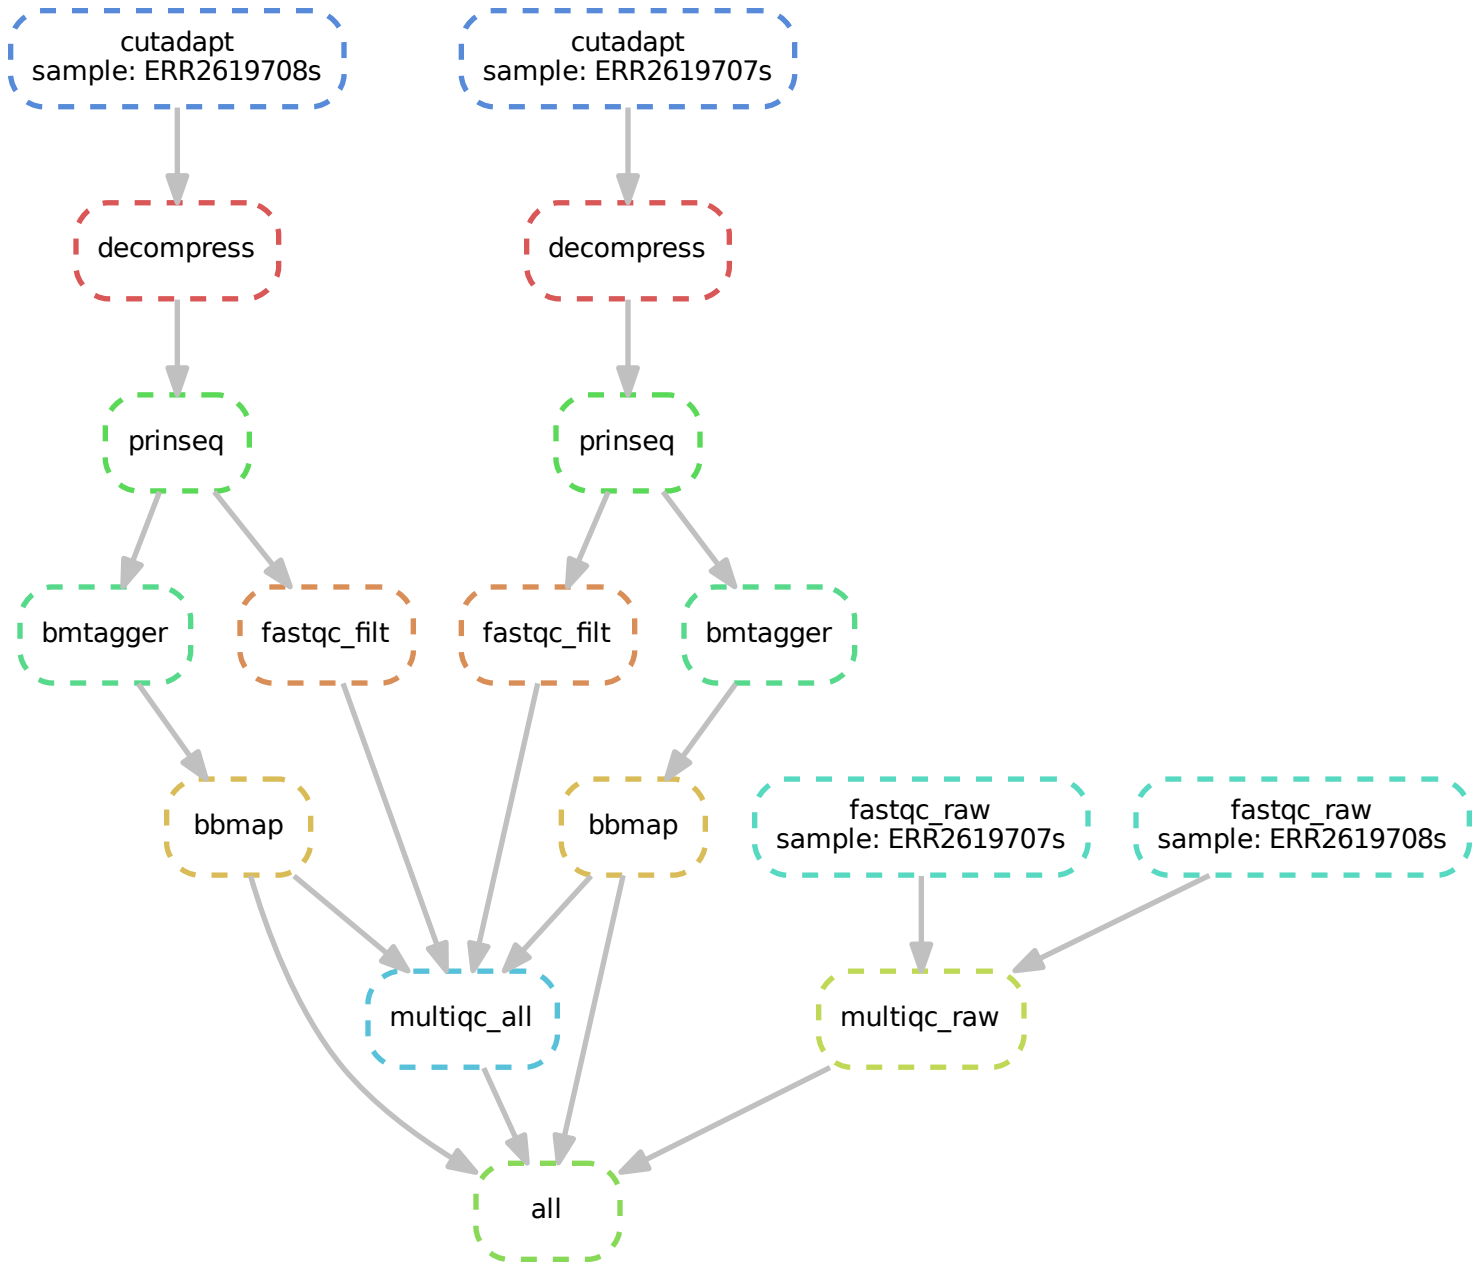 cutadapt
sample: ERR2619708s
cutadapt
sample: ERR2619707s
decompress
decompress
prinseq
prinseq
bmtagger
fastqc_filt
fastqc_filt
bmtagger
bbmap
bbmap
fastqc_raw
sample: ERR2619707s
fastqc_raw
sample: ERR2619708s
multiqc_all
multiqc_raw
all